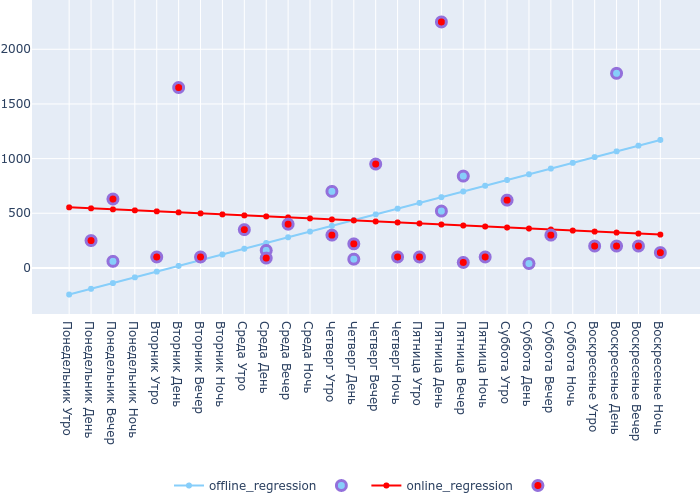 2000
1500
1000
500
0
Понедельник Утро
Понедельник День
Понедельник Вечер
Понедельник Ночь
Вторник Утро
Вторник День
Вторник Вечер
Вторник Ночь
Среда Утро
Среда День
Среда Вечер
Среда Ночь
Четверг Утро
Четверг День
Четверг Вечер
Четверг Ночь
Пятница Утро
Пятница День
Пятница Вечер
Пятница Ночь
Суббота Утро
Суббота День
Суббота Вечер
Суббота Ночь
Воскресенье Утро
Воскресенье День
Воскресенье Вечер
Воскресенье Ночь
offline_regression online_regression